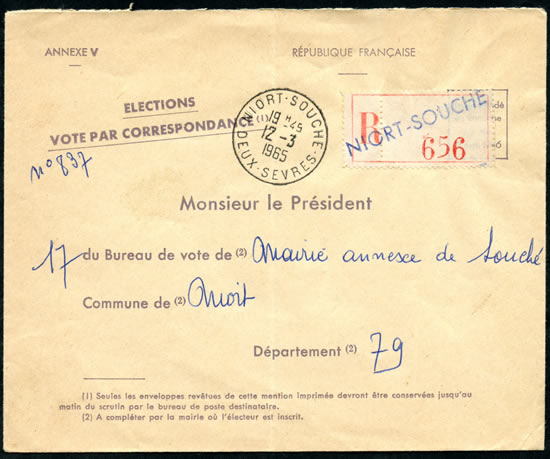 ANNEXE V
RÉPUBLIQUE FRANÇAISE
ELECTIONS
VOTE PAR CORRESPONDANCE (1)
n° 837
NIORT-SOUCHE
19 H 45
12-3
1965
DEUX-SEVRES
R
NIORT-SOUCHE
656
Monsieur le Président
17 du Bureau de vote de (2) Mairie annexe de Souché
Commune de (2) Niort
Département (2) 79
(1) Seules les enveloppes revêtues de cette mention imprimée devront être conservées jusqu'au
matin du scrutin par le bureau de poste destinataire.
(2) A compléter par la mairie où l'électeur est inscrit.